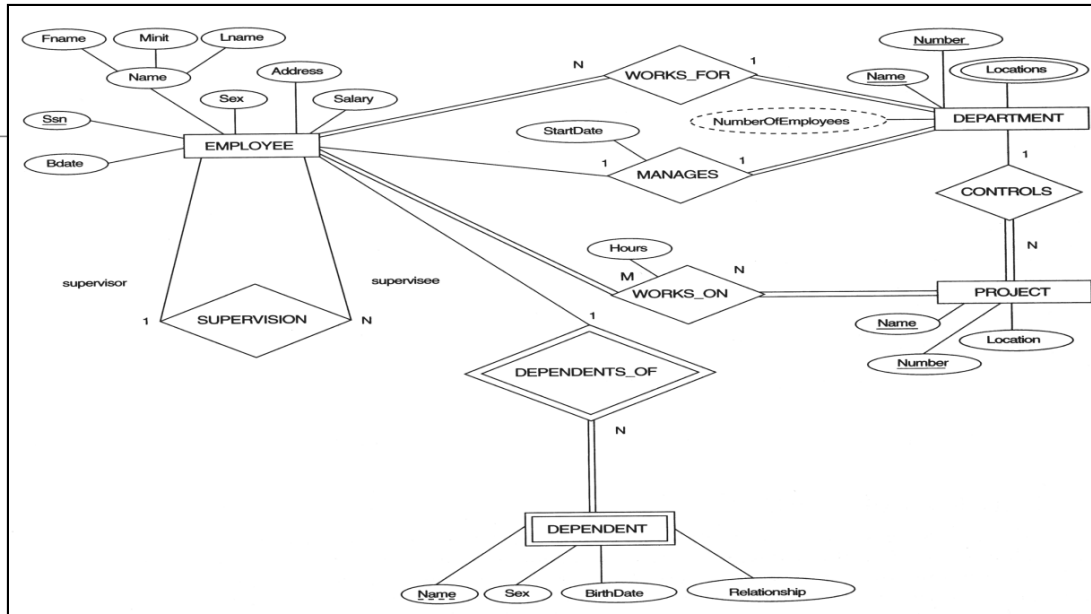 Fname
Minit
Lname
Number
Name
Address
N
WORKS_FOR
1
Name
Locations
Sex
Salary
Ssn
StartDate
NumberOfEmployees
DEPARTMENT
EMPLOYEE
Bdate
1
MANAGES
1
1
CONTROLS
Hours
N
N
M
supervisor
supervisee
WORKS_ON
PROJECT
1
SUPERVISION
N
1
Name
Location
Number
DEPENDENTS_OF
N
DEPENDENT
Name
Sex
BirthDate
Relationship